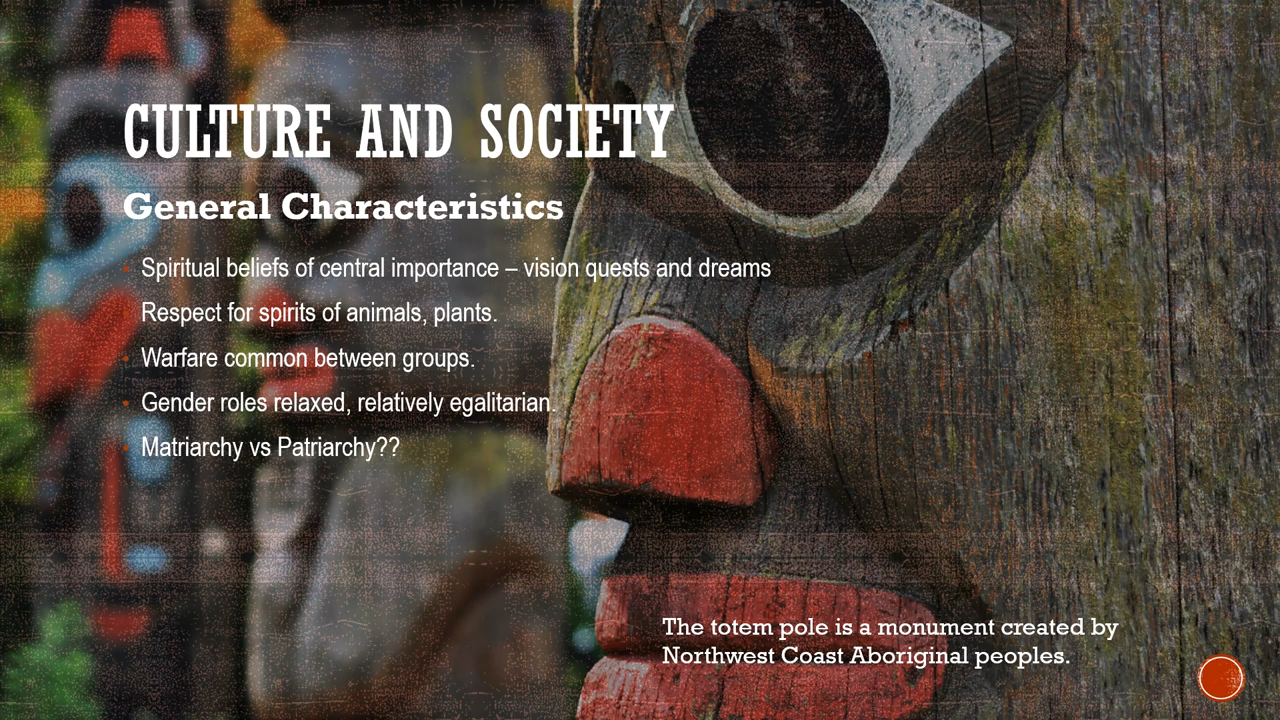 CULTURE AND SOCIETY
General Characteristics
• Spiritual beliefs of central importance – vision quests and dreams
Respect for spirits of animals, plants.
• Warfare common between groups.
• Gender roles relaxed, relatively egalitarian.
• Matriarchy vs Patriarchy??
The totem pole is a monument created by
Northwest Coast Aboriginal peoples.